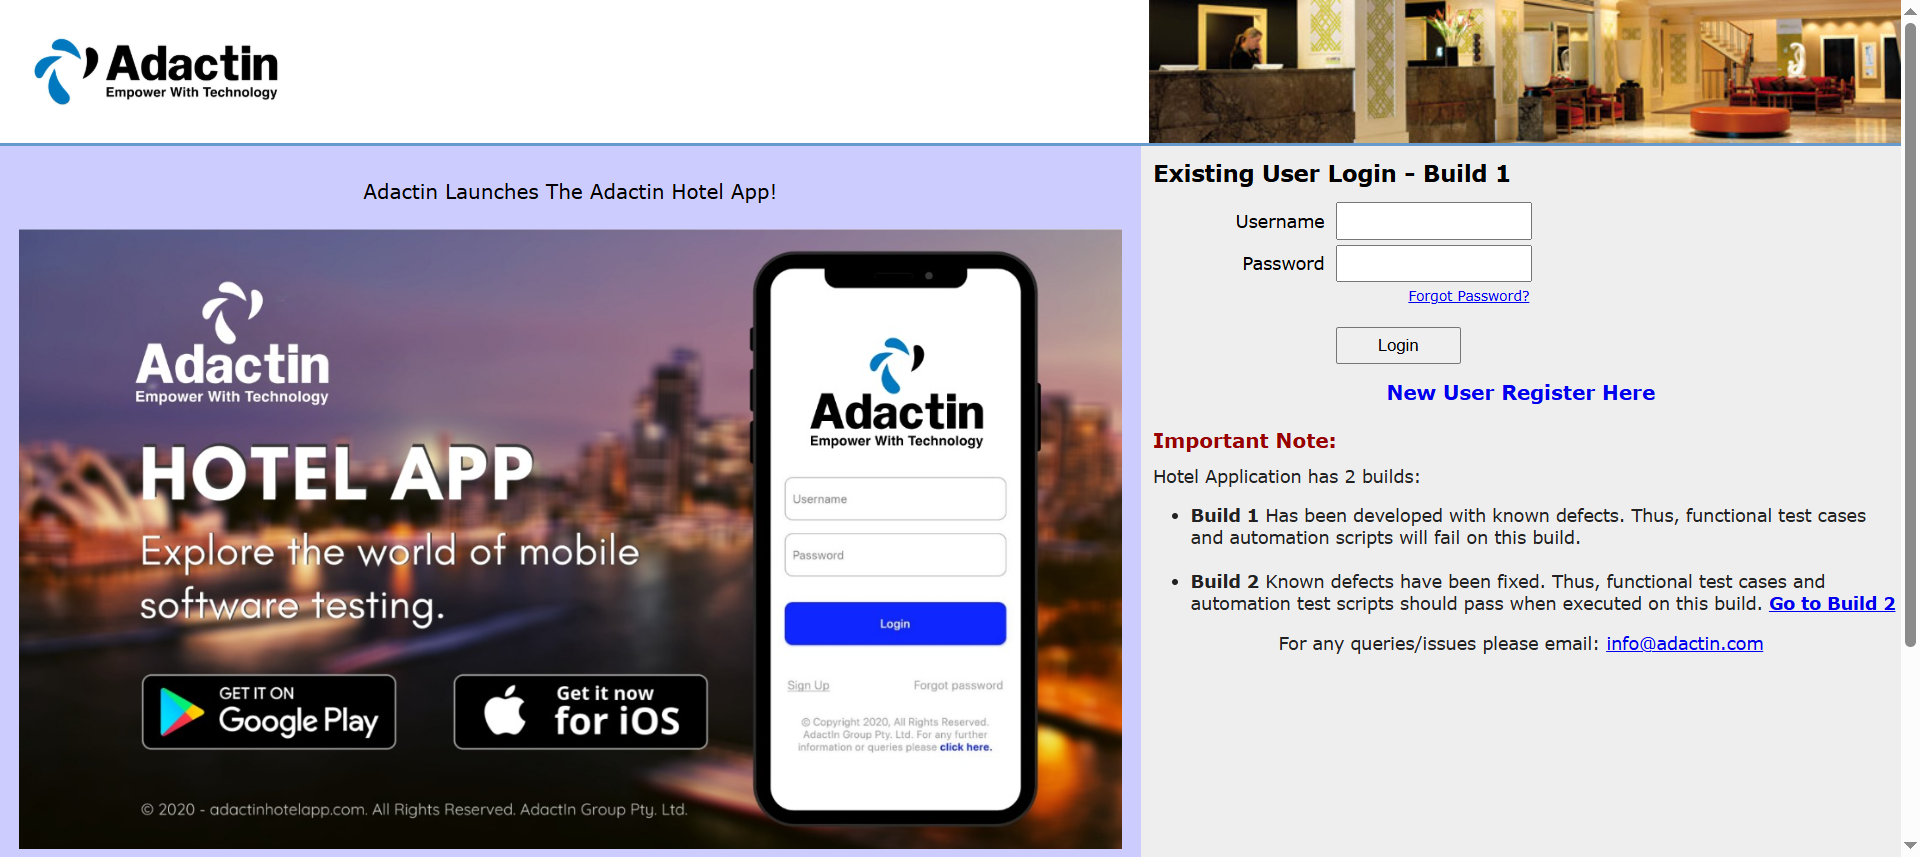 Adactin
Empower With Technology
Adactin Launches The Adactin Hotel App!
Adactin
Empower With Technology
HOTEL APP
Explore the world of mobile
software testing.
GET IT ON
Google Play
Get it now
for iOS
© 2020 - adactinhotelapp.com. All Rights Reserved. AdactIn Group Pty. Ltd.
Adactin
Empower With Technology
Username
Password
Login
Sign Up Forgot password
© Copyright 2020, All Rights Reserved.
AdactIn Group Pty. Ltd. For any further
information or queries please click here.
Existing User Login - Build 1
Username
Password
Forgot Password?
Login
New User Register Here
Important Note:
Hotel Application has 2 builds:
• Build 1 Has been developed with known defects. Thus, functional test cases
and automation scripts will fail on this build.
• Build 2 Known defects have been fixed. Thus, functional test cases and
automation test scripts should pass when executed on this build. Go to Build 2
For any queries/issues please email: info@adactin.com